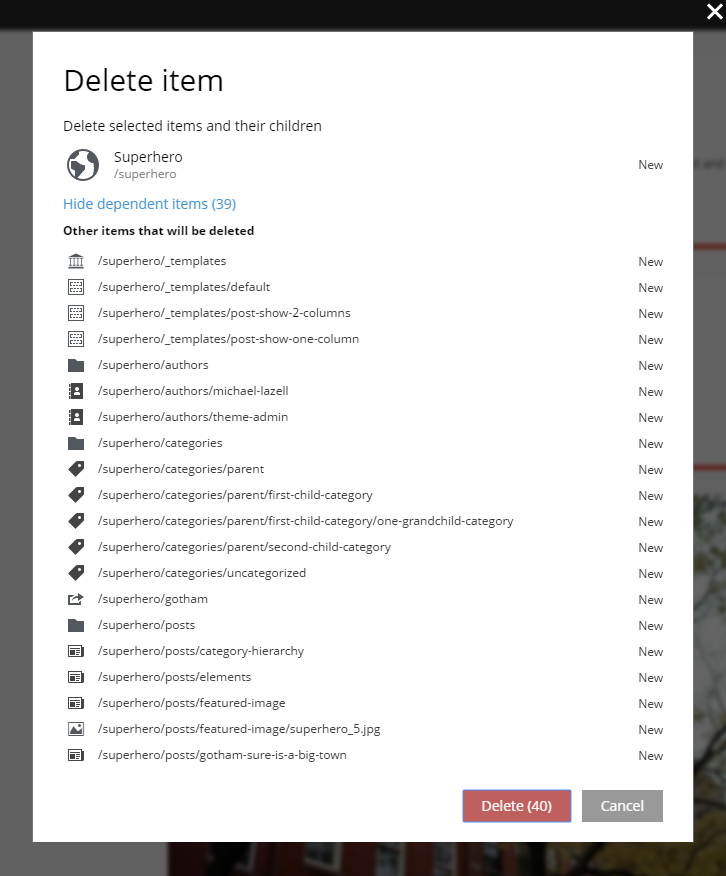 Delete item
Delete selected items and their children
Superhero
/superhero
New
Hide dependent items (39)
Other items that will be deleted
/superhero/_templates New
/superhero/_templates/default New
/superhero/_templates/post-show-2-columns New
/superhero/_templates/post-show-one-column New
/superhero/authors New
/superhero/authors/michael-lazell New
/superhero/authors/theme-admin New
/superhero/categories New
/superhero/categories/parent New
/superhero/categories/parent/first-child-category New
/superhero/categories/parent/first-child-category/one-grandchild-category New
/superhero/categories/parent/second-child-category New
/superhero/categories/uncategorized New
/superhero/gotham New
/superhero/posts New
/superhero/posts/category-hierarchy New
/superhero/posts/elements New
/superhero/posts/featured-image New
/superhero/posts/featured-image/superhero_5.jpg New
/superhero/posts/gotham-sure-is-a-big-town New
Delete (40) Cancel